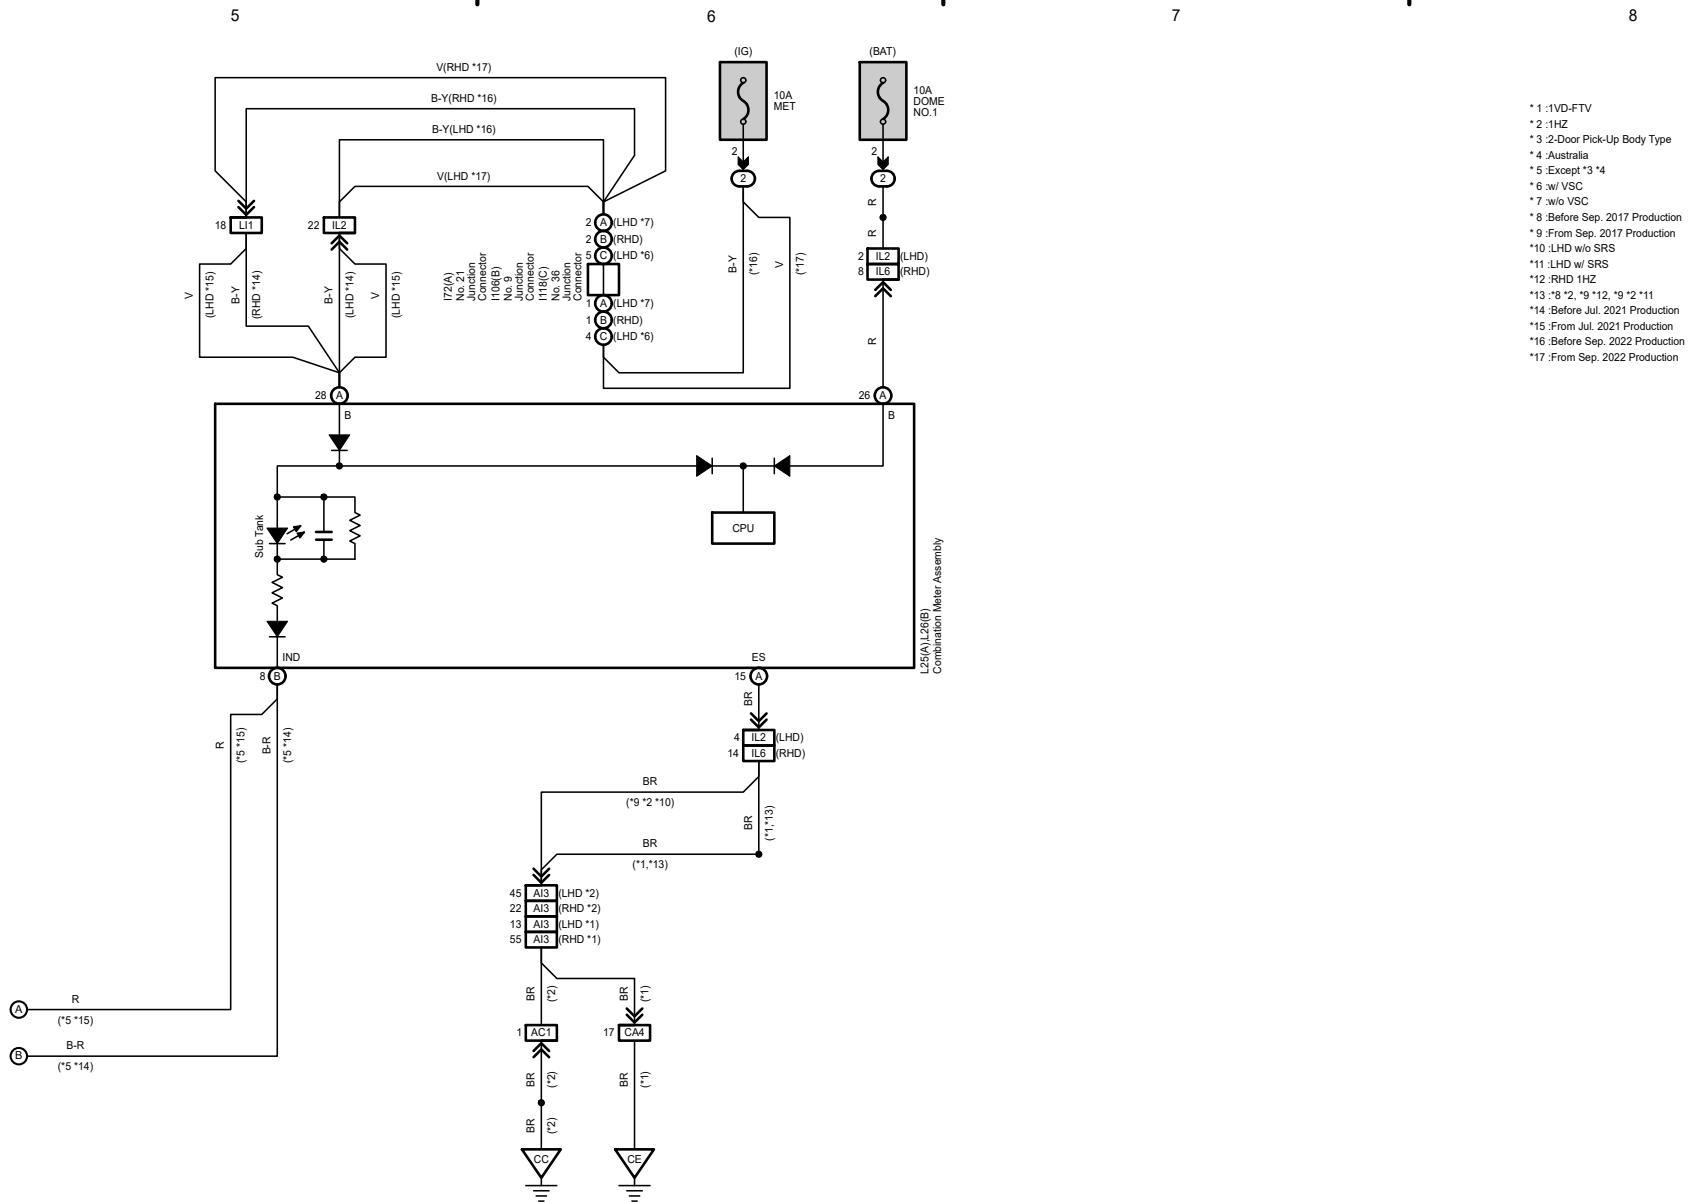 5
6
7
8
(IG)
10A
MET
2
2
(BAT)
10A
DOME
NO.1
2
2
V(RHD *17)
B-Y(RHD *16)
B-Y(LHD *16)
V(LHD *17)
18 LI1
22 IL2
2 A (LHD *7)
2 B (RHD)
5 C (LHD *6)
I72(A)
No. 21
Junction
Connector
I106(B)
No. 9
Junction
Connector
I118(C)
No. 36
Junction
Connector
1 A (LHD *7)
1 B (RHD)
4 C (LHD *6)
V
(LHD *15)
B-Y
(RHD *14)
B-Y
(LHD *14)
V
(LHD *15)
B-Y
(*16)
V
(*17)
R
R
2 IL2 (LHD)
8 IL6 (RHD)
R
28 A
B
26 A
B
Sub Tank
CPU
L25(A),L26(B)
Combination Meter Assembly
IND
8 B
ES
15 A
R
(*5 *15)
B-R
(*5 *14)
BR
4 IL2 (LHD)
14 IL6 (RHD)
BR
(*9 *2 *10)
BR
(*1,*13)
BR
(*1,*13)
45 AI3 (LHD *2)
22 AI3 (RHD *2)
13 AI3 (LHD *1)
55 AI3 (RHD *1)
BR
(*2)
BR
(*1)
1 AC1
17 CA4
BR
(*2)
BR
(*1)
BR
(*2)
CC
CE
A
R
(*5 *15)
B
B-R
(*5 *14)
* 1 :1VD-FTV
* 2 :1HZ
* 3 :2-Door Pick-Up Body Type
* 4 :Australia
* 5 :Except *3 *4
* 6 :w/ VSC
* 7 :w/o VSC
* 8 :Before Sep. 2017 Production
* 9 :From Sep. 2017 Production
*10 :LHD w/o SRS
*11 :LHD w/ SRS
*12 :RHD 1HZ
*13 :*8 *2, *9 *12, *9 *2 *11
*14 :Before Jul. 2021 Production
*15 :From Jul. 2021 Production
*16 :Before Sep. 2022 Production
*17 :From Sep. 2022 Production